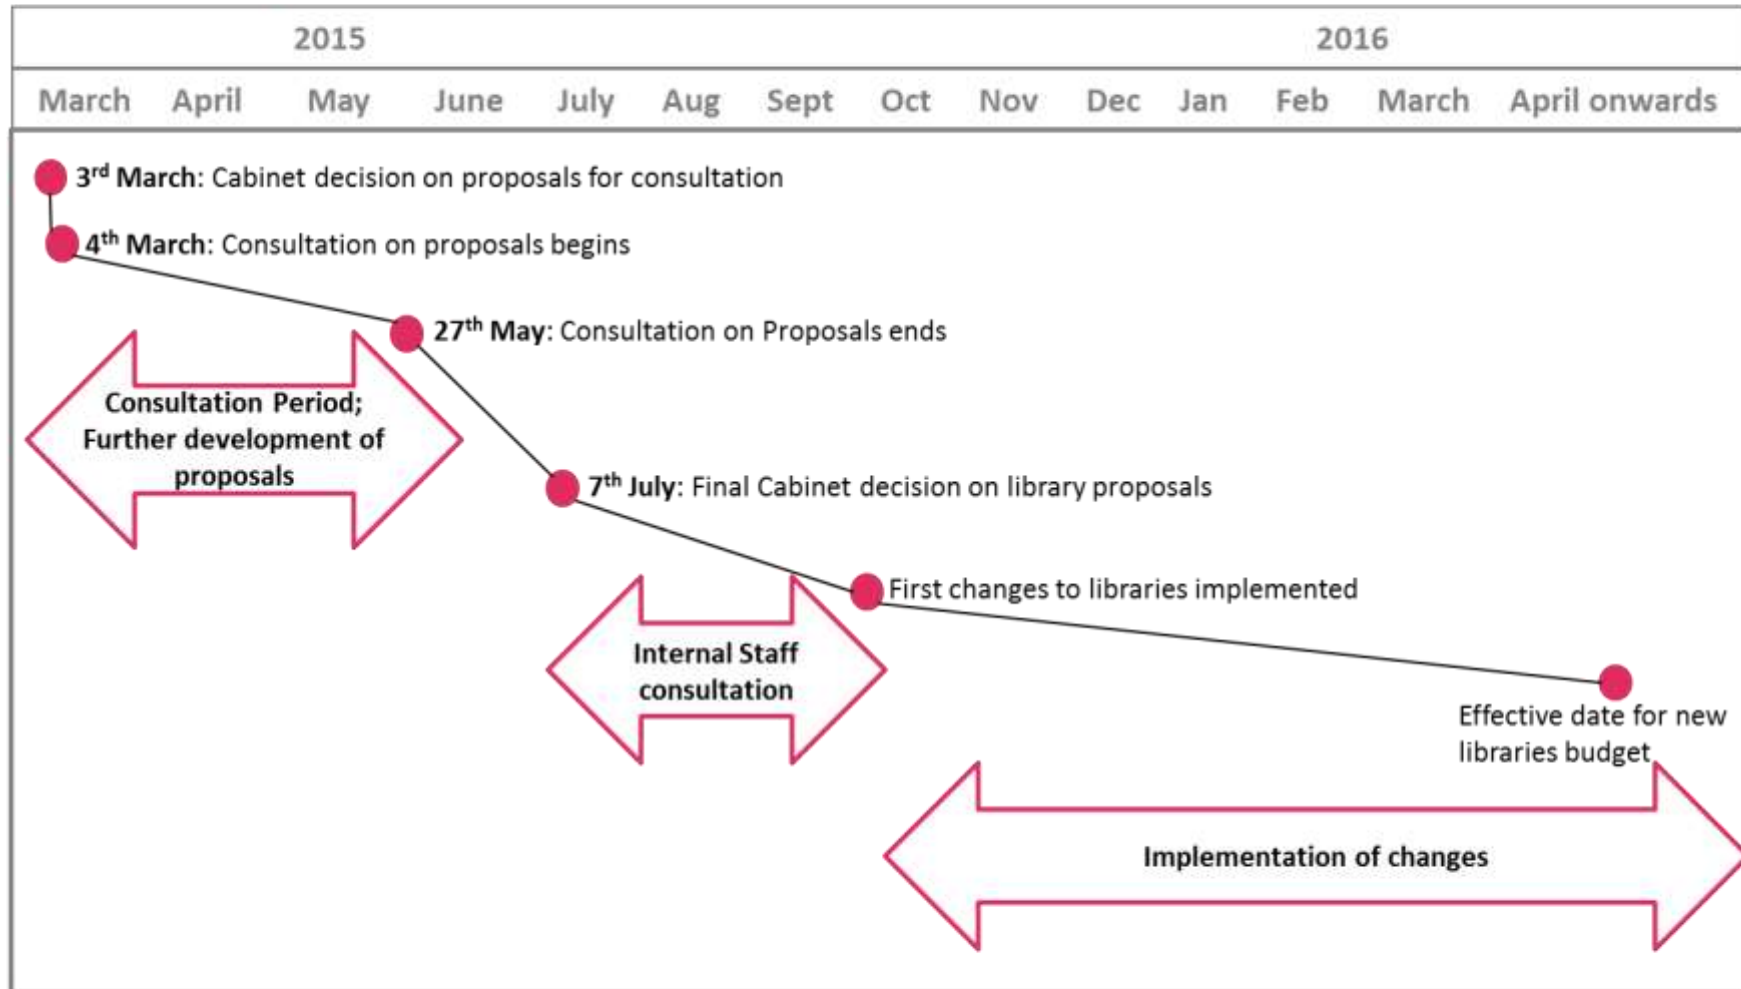 2015 2016
March April May June July Aug Sept Oct Nov Dec Jan Feb March April onwards
3rd March: Cabinet decision on proposals for consultation
4th March: Consultation on proposals begins
27th May: Consultation on Proposals ends
Consultation Period;
Further development of
proposals
7th July: Final Cabinet decision on library proposals
First changes to libraries implemented
Internal Staff
consultation
Effective date for new
libraries budget
Implementation of changes